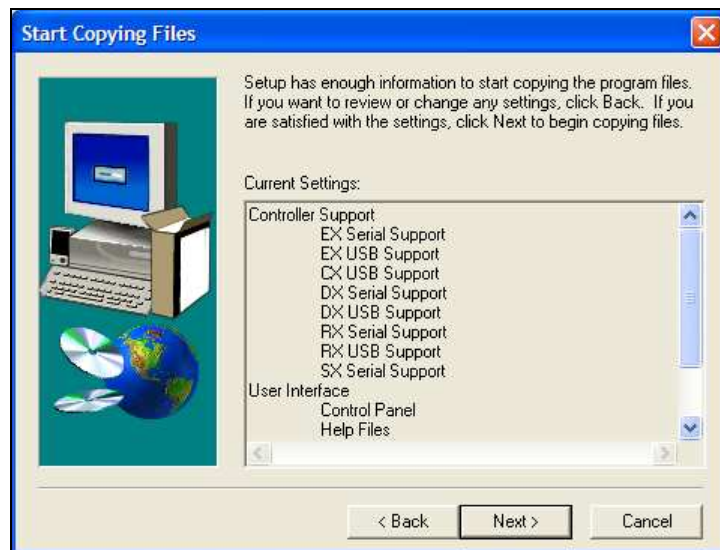 Start Copying Files
Setup has enough information to start copying the program files.
If you want to review or change any settings, click Back. If you
are satisfied with the settings, click Next to begin copying files.
Current Settings:
Controller Support
EX Serial Support
EX USB Support
CX USB Support
DX Serial Support
DX USB Support
RX Serial Support
RX USB Support
SX Serial Support
User Interface
Control Panel
Help Files
< Back
Next >
Cancel